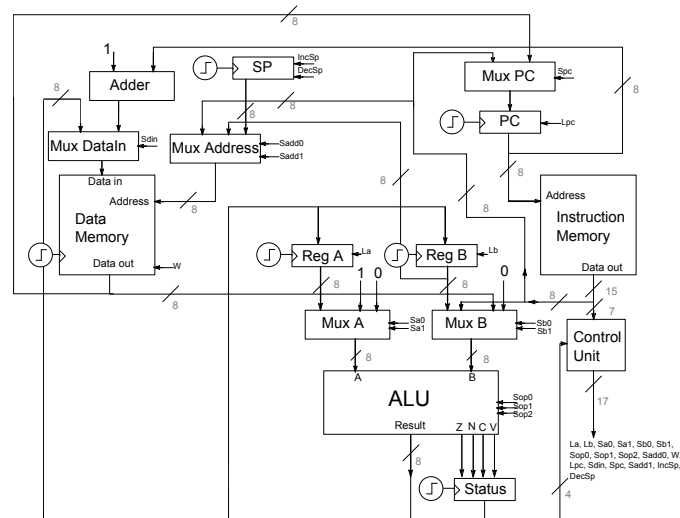 8
1
Adder
SP
IncSp
DecSp
Mux PC
Spc
8
8
8
8
PC
Lpc
Mux DataIn
Sdin
Mux Address
Sadd0
Sadd1
8
8
8
Data in
Address
Data
Memory
Data out
W
8
Address
Instruction
Memory
Data out
Reg A
La
Reg B
Lb
8
8
1
0
0
8
8
15
7
Mux A
Sa0
Sa1
Mux B
Sb0
Sb1
Control
Unit
8
8
A
B
ALU
Sop0
Sop1
Sop2
Result
Z N C V
17
8
Status
4
La, Lb, Sa0, Sa1, Sb0, Sb1,
Sop0, Sop1, Sop2, Sadd0, W,
Lpc, Sdin, Spc, Sadd1, IncSp,
DecSp